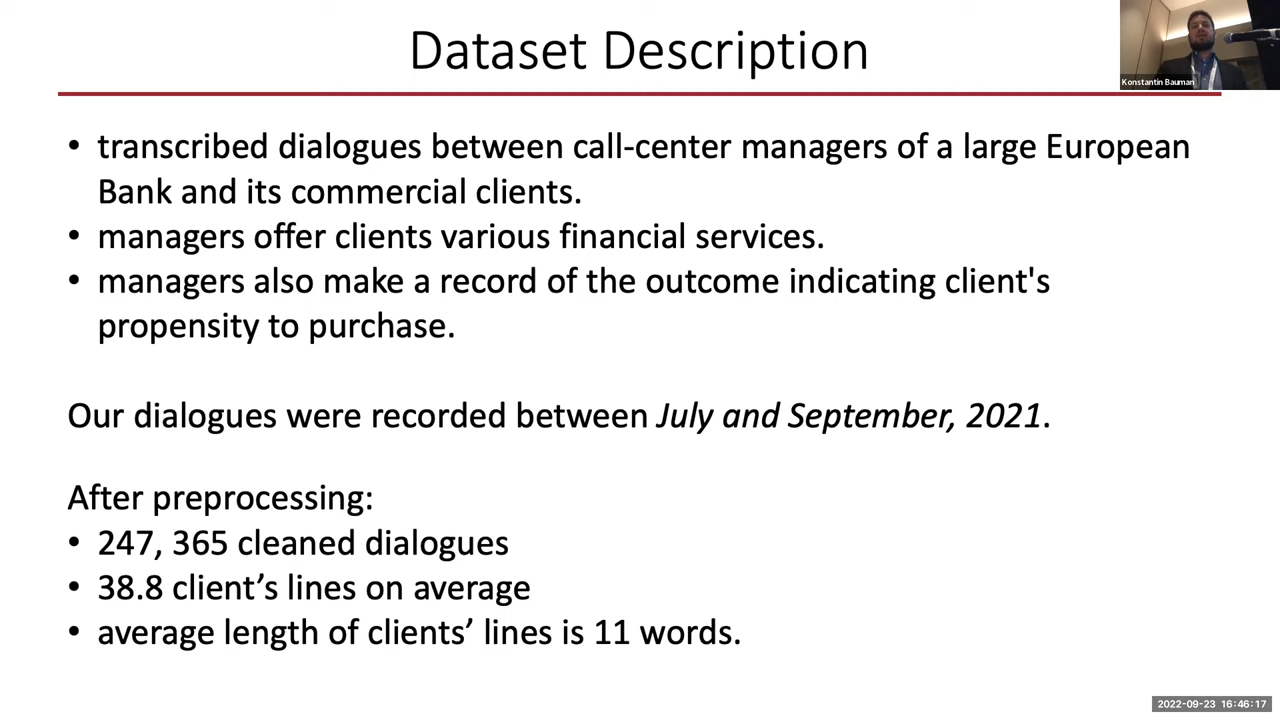 Dataset Description
Konstantin Bauman
• transcribed dialogues between call-center managers of a large European
Bank and its commercial clients.
• managers offer clients various financial services.
• managers also make a record of the outcome indicating client's
propensity to purchase.
Our dialogues were recorded between July and September, 2021.
After preprocessing:
• 247, 365 cleaned dialogues
• 38.8 client’s lines on average
• average length of clients’ lines is 11 words.
2022-09-23 16:46:17